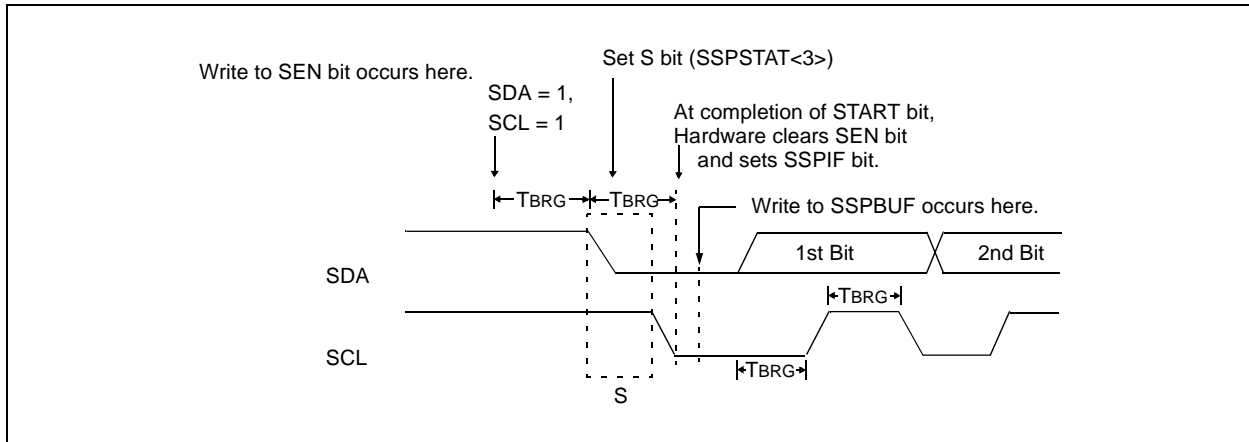 Set S bit (SSPSTAT<3>)
Write to SEN bit occurs here.
SDA = 1,
SCL = 1
At completion of START bit,
Hardware clears SEN bit
and sets SSPIF bit.
TBRG
TBRG
Write to SSPBUF occurs here.
SDA
1st Bit
2nd Bit
TBRG
SCL
TBRG
S